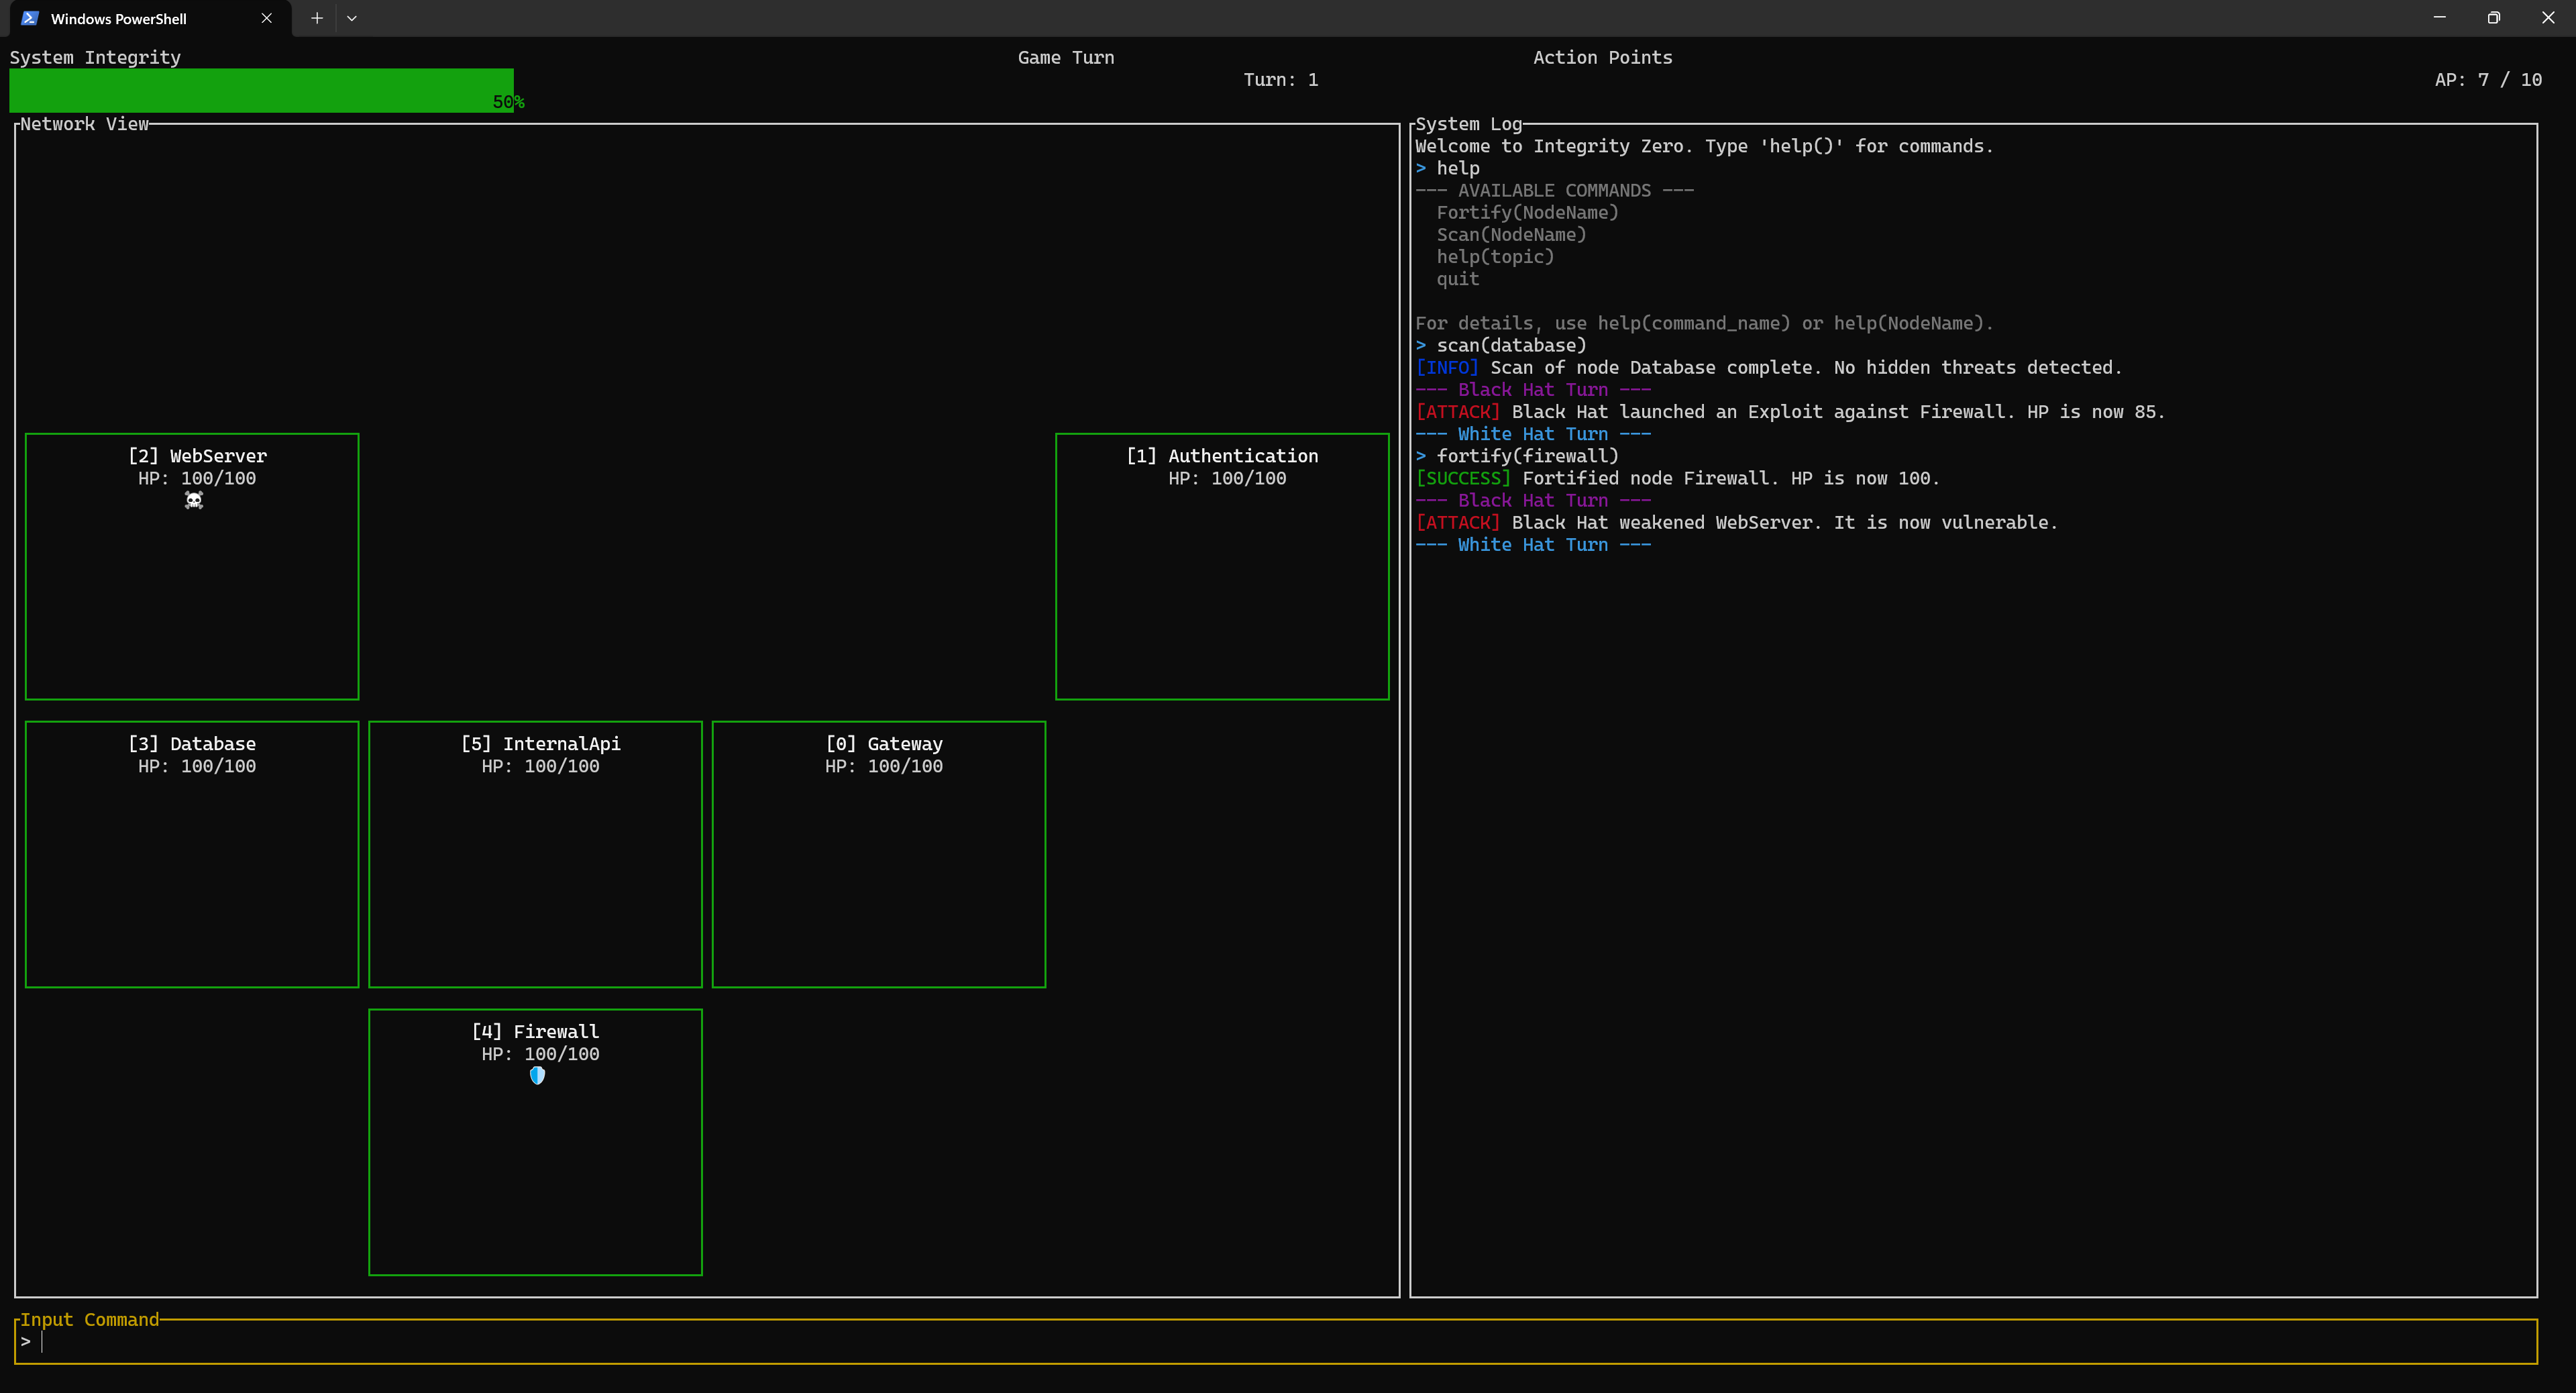 Windows PowerShell
System Integrity
Game Turn
Action Points
Turn: 1
AP: 7 / 10
50%
Network View
[2] WebServer
HP: 100/100
[1] Authentication
HP: 100/100
[3] Database
HP: 100/100
[5] InternalApi
HP: 100/100
[0] Gateway
HP: 100/100
[4] Firewall
HP: 100/100
System Log
Welcome to Integrity Zero. Type 'help()' for commands.
> help
--- AVAILABLE COMMANDS ---
Fortify(NodeName)
Scan(NodeName)
help(topic)
quit
For details, use help(command_name) or help(NodeName).
> scan(database)
[INFO] Scan of node Database complete. No hidden threats detected.
--- Black Hat Turn ---
[ATTACK] Black Hat launched an Exploit against Firewall. HP is now 85.
--- White Hat Turn ---
> fortify(firewall)
[SUCCESS] Fortified node Firewall. HP is now 100.
--- Black Hat Turn ---
[ATTACK] Black Hat weakened WebServer. It is now vulnerable.
--- White Hat Turn ---
Input Command
>